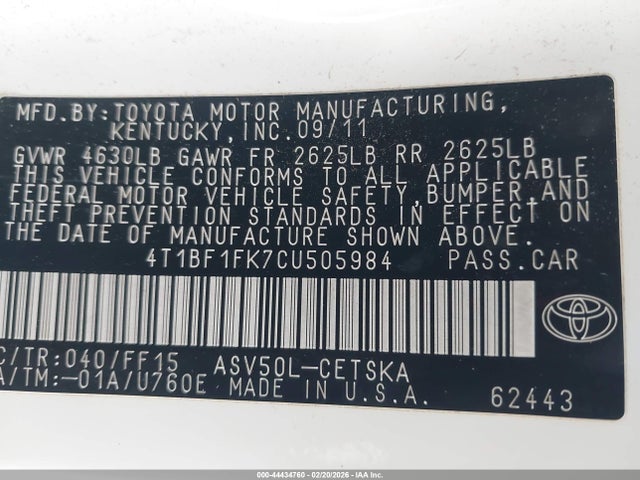 MFD.BY:TOYOTA MOTOR MANUFACTURING,
KENTUCKY,INC.09/11
GVWR 4630LB GAWR FR 2625LB RR 2625LB
THIS VEHICLE CONFORMS TO ALL APPLICABLE
FEDERAL MOTOR VEHICLE SAFETY,BUMPER,AND
THEFT PREVENTION STANDARDS IN EFFECT ON
THE DATE OF MANUFACTURE SHOWN ABOVE.
4T1BF1FK7CU505984 PASS.CAR
C/TR:040/FF15 ASV50L-CETSKA
A/TM:-01A/U760E MADE IN U.S.A.
62443
TOYOTA
000-44434760 - 02/20/2026 - IAA Inc.